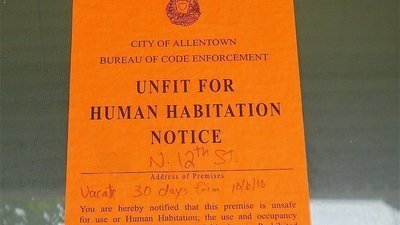 CITY OF ALLENTOWN
BUREAU OF CODE ENFORCEMENT
UNFIT FOR
HUMAN HABITATION
NOTICE
N. 12th St.
Address of Premises
Vacate 30 days from 10/6/10
You are hereby notified that this premise is unsafe
for use or Human Habitation; the use and occupancy
Prohibited